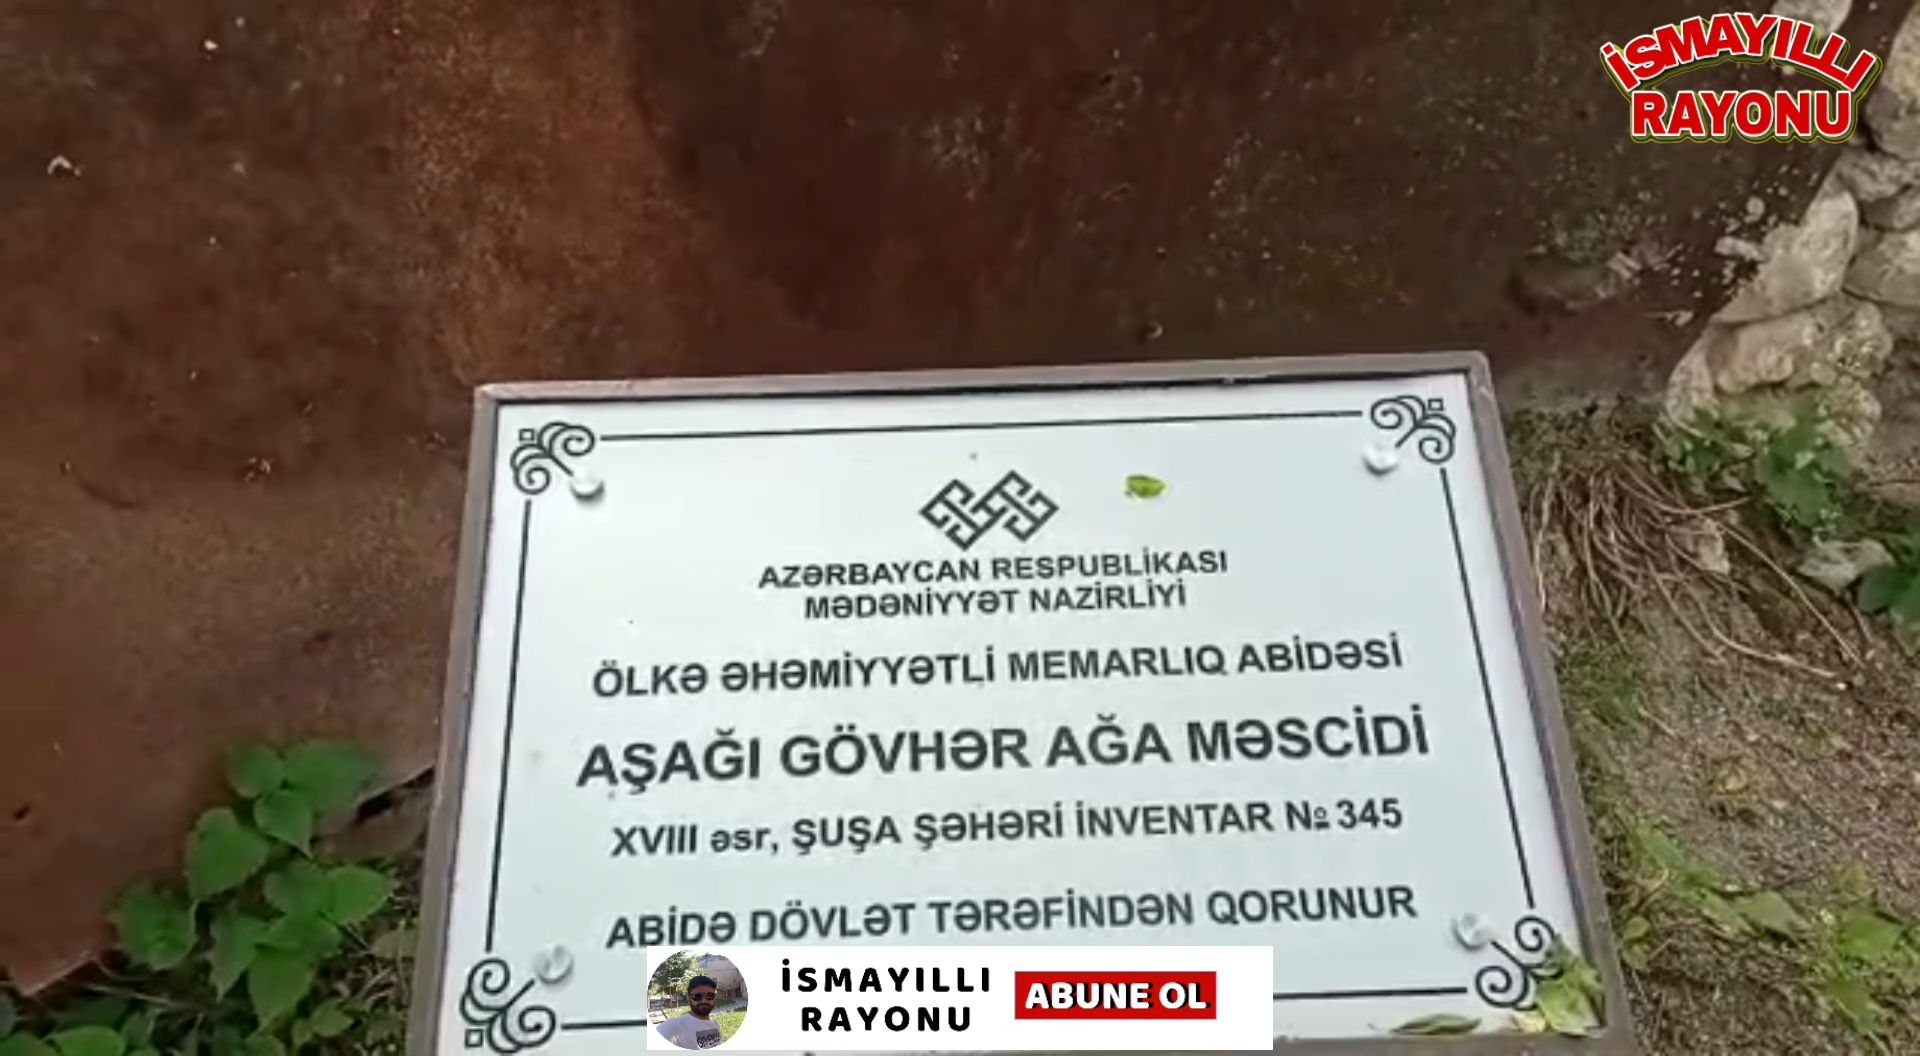 İSMAYILLI
RAYONU
AZƏRBAYCAN RESPUBLİKASI
MƏDƏNİYYƏT NAZİRLİYİ
ÖLKƏ ƏHƏMİYYƏTLİ MEMARLIQ ABİDƏSİ
AŞAĞI GÖVHƏR AĞA MƏSCİDİ
XVIII əsr, ŞUŞA ŞƏHƏRİ İNVENTAR № 345
ABİDƏ DÖVLƏT TƏRƏFİNDƏN QORUNUR
İSMAYILLI
RAYONU
ABUNE OL